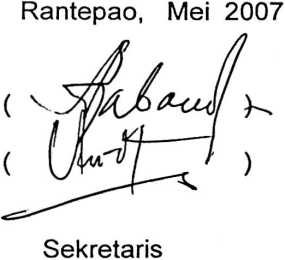 Rantepao, Mei 2007
( )
( )
Sekretaris